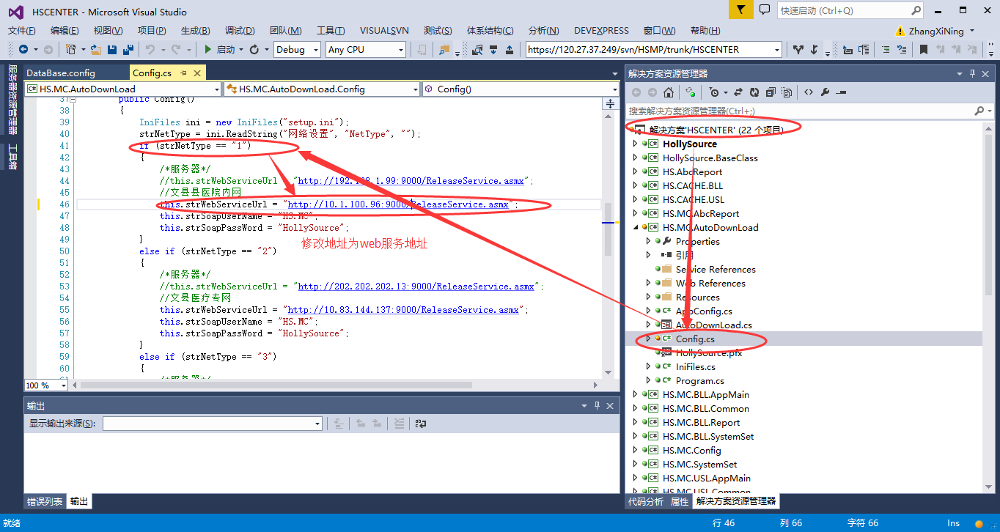 HSCENTER - Microsoft Visual Studio
快速启动 (Ctrl+Q)
文件(F) 编辑(E) 视图(V) 项目(P) 生成(B) 调试(D) 团队(M) 工具(T) VISUALSVN 测试(S) 体系结构(C) 分析(N) DEVEXPRESS 窗口(W) 帮助(H) ZhangXiNing
启动 Debug Any CPU https://120.27.37.249/svn/HSMP/trunk/HSCENTER
服务器资源管理器
工具箱
DataBase.config Config.cs
HS.MC.AutoDownLoad HS.MC.AutoDownLoad.Config Config()
37 public Config()
38 {
39 IniFiles ini = new IniFiles("setup.ini");
40 strNetType = ini.ReadString("网络设置", "NetType", "");
41 if (strNetType == "1")
42 {
43 /*服务器*/
44 //this.strWebServiceUrl "http://192.168.1.99:9000/ReleaseService.asmx";
45 //文县县医院内网
46 this.strWebServiceUrl = "http://10.1.100.96:9000/ReleaseService.asmx";
47 this.strSoapUserName = "HS.MC";
48 this.strSoapPassWord = "HollySource";
49 }
修改地址为web服务地址
50 else if (strNetType == "2")
51 {
52 /*服务器*/
53 //this.strWebServiceUrl = "http://202.202.202.13:9000/ReleaseService.asmx";
54 //文县医疗专网
55 this.strWebServiceUrl = "http://10.83.144.137:9000/ReleaseService.asmx";
56 this.strSoapUserName = "HS.MC";
57 this.strSoapPassWord = "HollySource";
58 }
59 else if (strNetType == "3")
60 {
61 /*服务器*/
100 %
输出
显示输出来源(S):
错误列表 输出
解决方案资源管理器
搜索解决方案资源管理器(Ctrl+;)
解决方案'HSCENTER' (22 个项目)
HollySource
HollySource.BaseClass
HS.AbcReport
HS.CACHE.BLL
HS.CACHE.USL
HS.MC.AbcReport
HS.MC.AutoDownLoad
Properties
引用
Service References
Web References
Resources
AppConfig.cs
AutoDownLoad.cs
Config.cs
HollySource.pfx
IniFiles.cs
Program.cs
HS.MC.BLL.AppMain
HS.MC.BLL.Common
HS.MC.BLL.Report
HS.MC.BLL.SystemSet
HS.MC.Config
HS.MC.SystemSet
HS.MC.USL.AppMain
HS.MC.USL.Common
代码分析 属性 解决方案资源管理器
就绪 行 46 列 66 字符 66 Ins